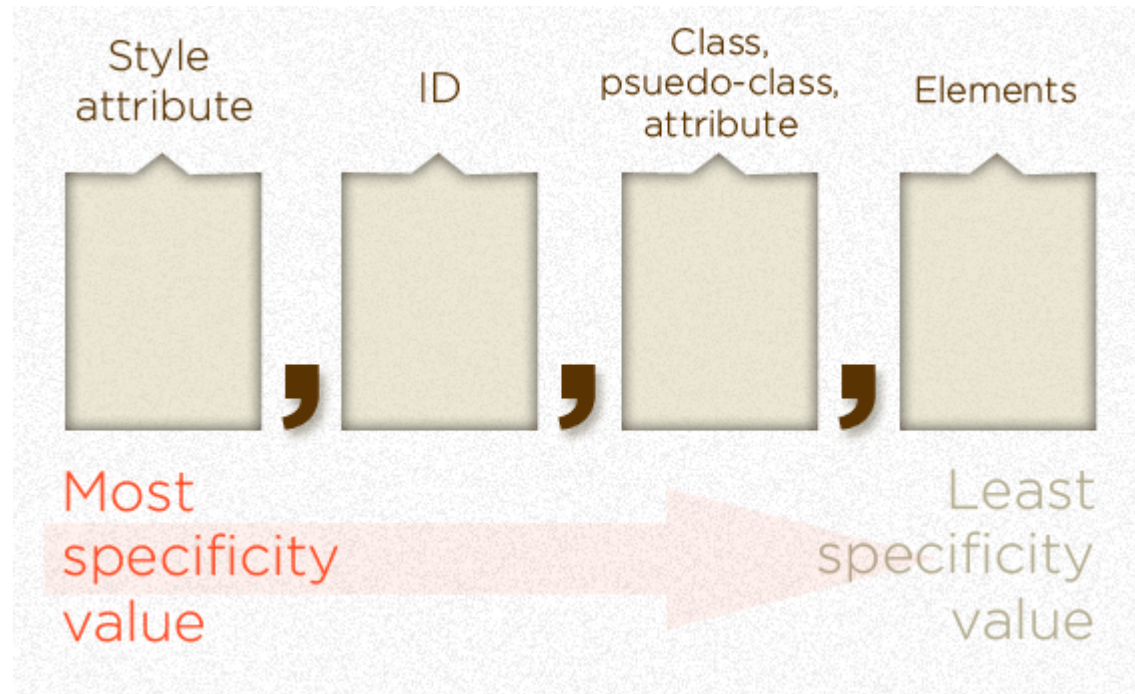 Style
attribute
ID
Class,
psuedo-class,
attribute
Elements
, , ,
Most
specificity
value
Least
specificity
value